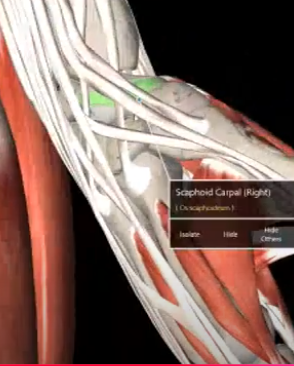 Scaphoid Carpal (Right)
( Os scaphoideum )
Isolate
Hide
Hide
Others